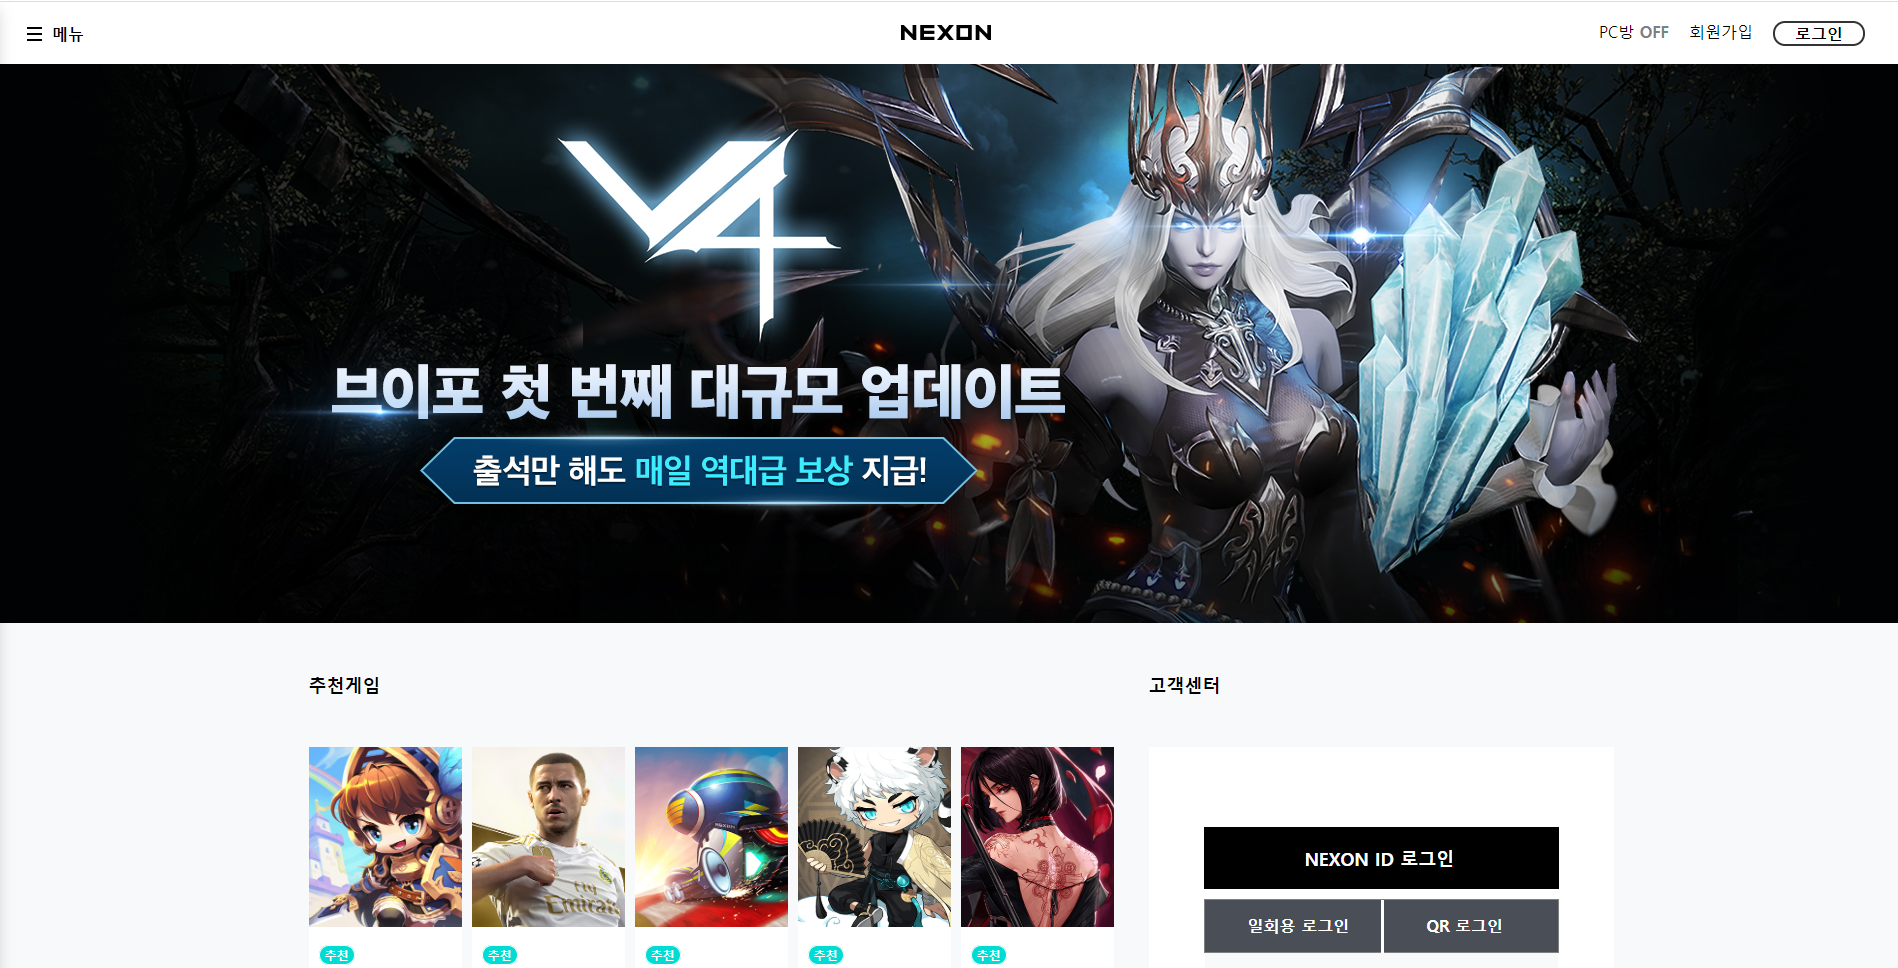 메뉴
NEXON
PC방 OFF
회원가입
로그인
V4
브이포 첫 번째 대규모 업데이트
출석만 해도 매일 역대급 보상 지급!
추천게임
고객센터
Fly
Emirates
NEXON ID 로그인
일회용 로그인
QR 로그인
추천
추천
추천
추천
추천